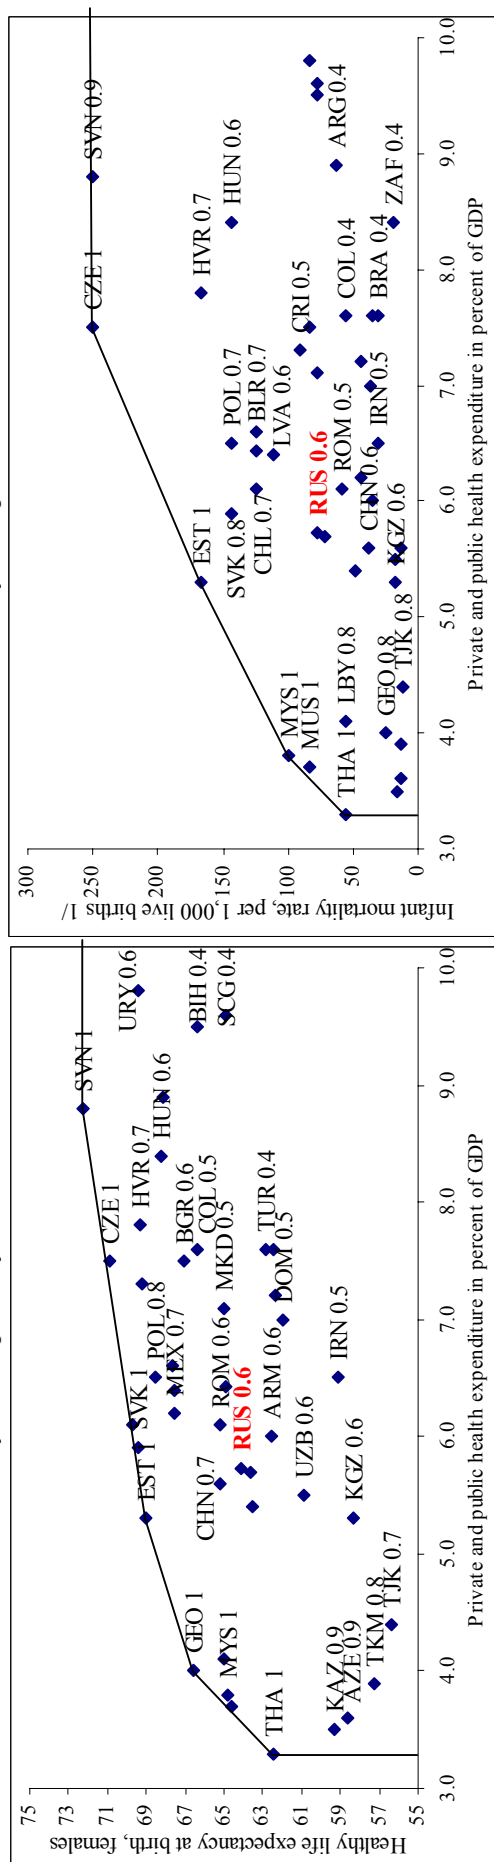 Healthy life expectancy at birth, females
75
73
71
69
67
65
63
61
59
57
55
SVN 1
URY 0.6
CZE 1
HVR 0.7
HUN 0.6
SVK 1
EST 1
POL 0.8
MEX 0.7
BGR 0.6
COL 0.5
BIH 0.4
SCG 0.4
GEO 1
MYS 1
CHN 0.7
ROM 0.6
MKD 0.5
RUS 0.6
TUR 0.4
THA 1
ARM 0.6
DOM 0.5
UZB 0.6
IRN 0.5
KAZ 0.9
AZE 0.9
KGZ 0.6
TKM 0.8
TJK 0.7
3.0 4.0 5.0 6.0 7.0 8.0 9.0 10.0
Private and public health expenditure in percent of GDP
Infant mortality rate, per 1,000 live births 1/
300
250
200
150
100
50
0
CZE 1
SVN 0.9
EST 1
HVR 0.7
SVK 0.8
POL 0.7
HUN 0.6
CHL 0.7
BLR 0.7
LVA 0.6
MYS 1
MUS 1
CRI 0.5
RUS 0.6
THA 1
LBY 0.8
ROM 0.5
COL 0.4
ARG 0.4
CHN 0.6
IRN 0.5
BRA 0.4
GEO 0.8
KGZ 0.6
TJK 0.8
ZAF 0.4
3.0 4.0 5.0 6.0 7.0 8.0 9.0 10.0
Private and public health expenditure in percent of GDP